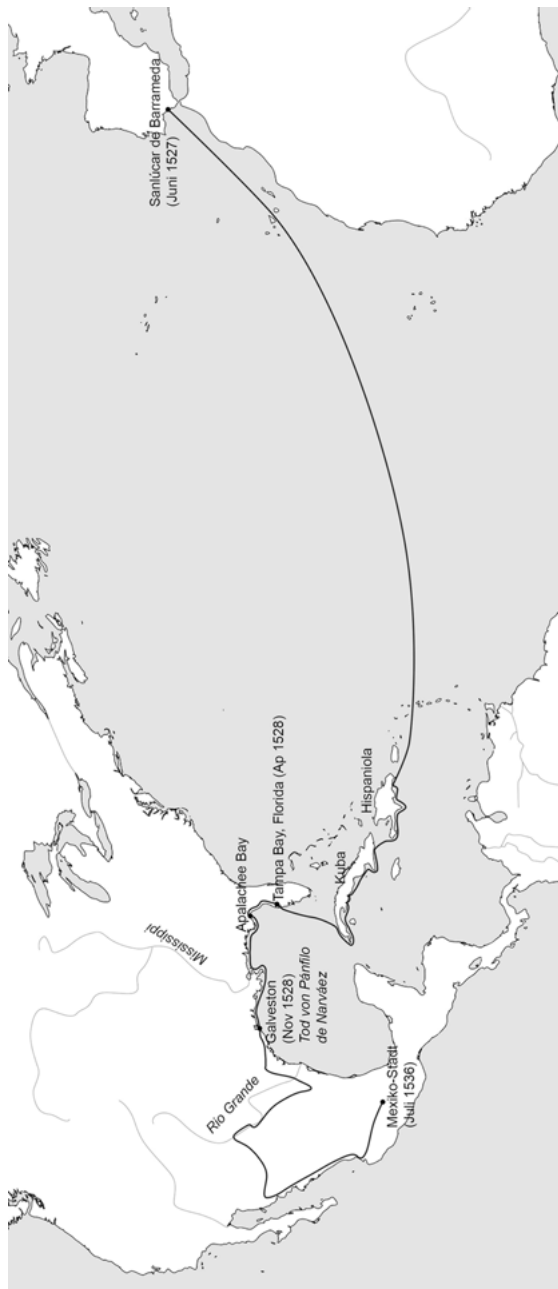 Sanlúcar de Barrameda
(Juni 1527)
Mississippi
Apalachee Bay
Tampa Bay, Florida (Ap 1528)
Galveston
(Nov 1528)
Tod von Pánfilo
de Narváez
Rio Grande
Kuba
Hispaniola
Mexiko-Stadt
(Juli 1536)